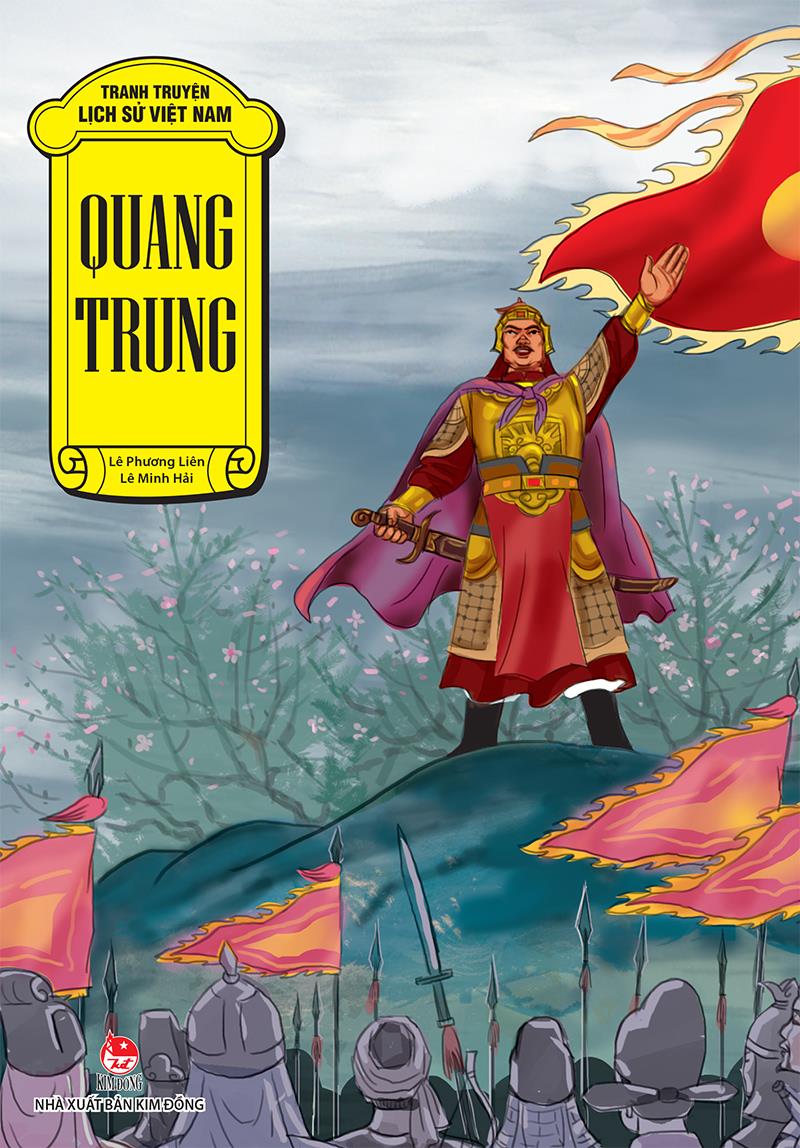 TRANH TRUYỆN
LỊCH SỬ VIỆT NAM
QUANG
TRUNG
Lê Phương Liên
Lê Minh Hải
KIM ĐỒNG
NHÀ XUẤT BẢN KIM ĐỒNG